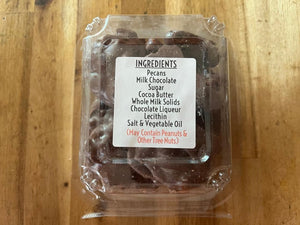 INGREDIENTS
Pecans
Milk Chocolate
Sugar
Cocoa Butter
Whole Milk Solids
Chocolate Liqueur
Lecithin
Salt & Vegetable Oil
(May Contain Peanuts &
Other Tree Nuts.)